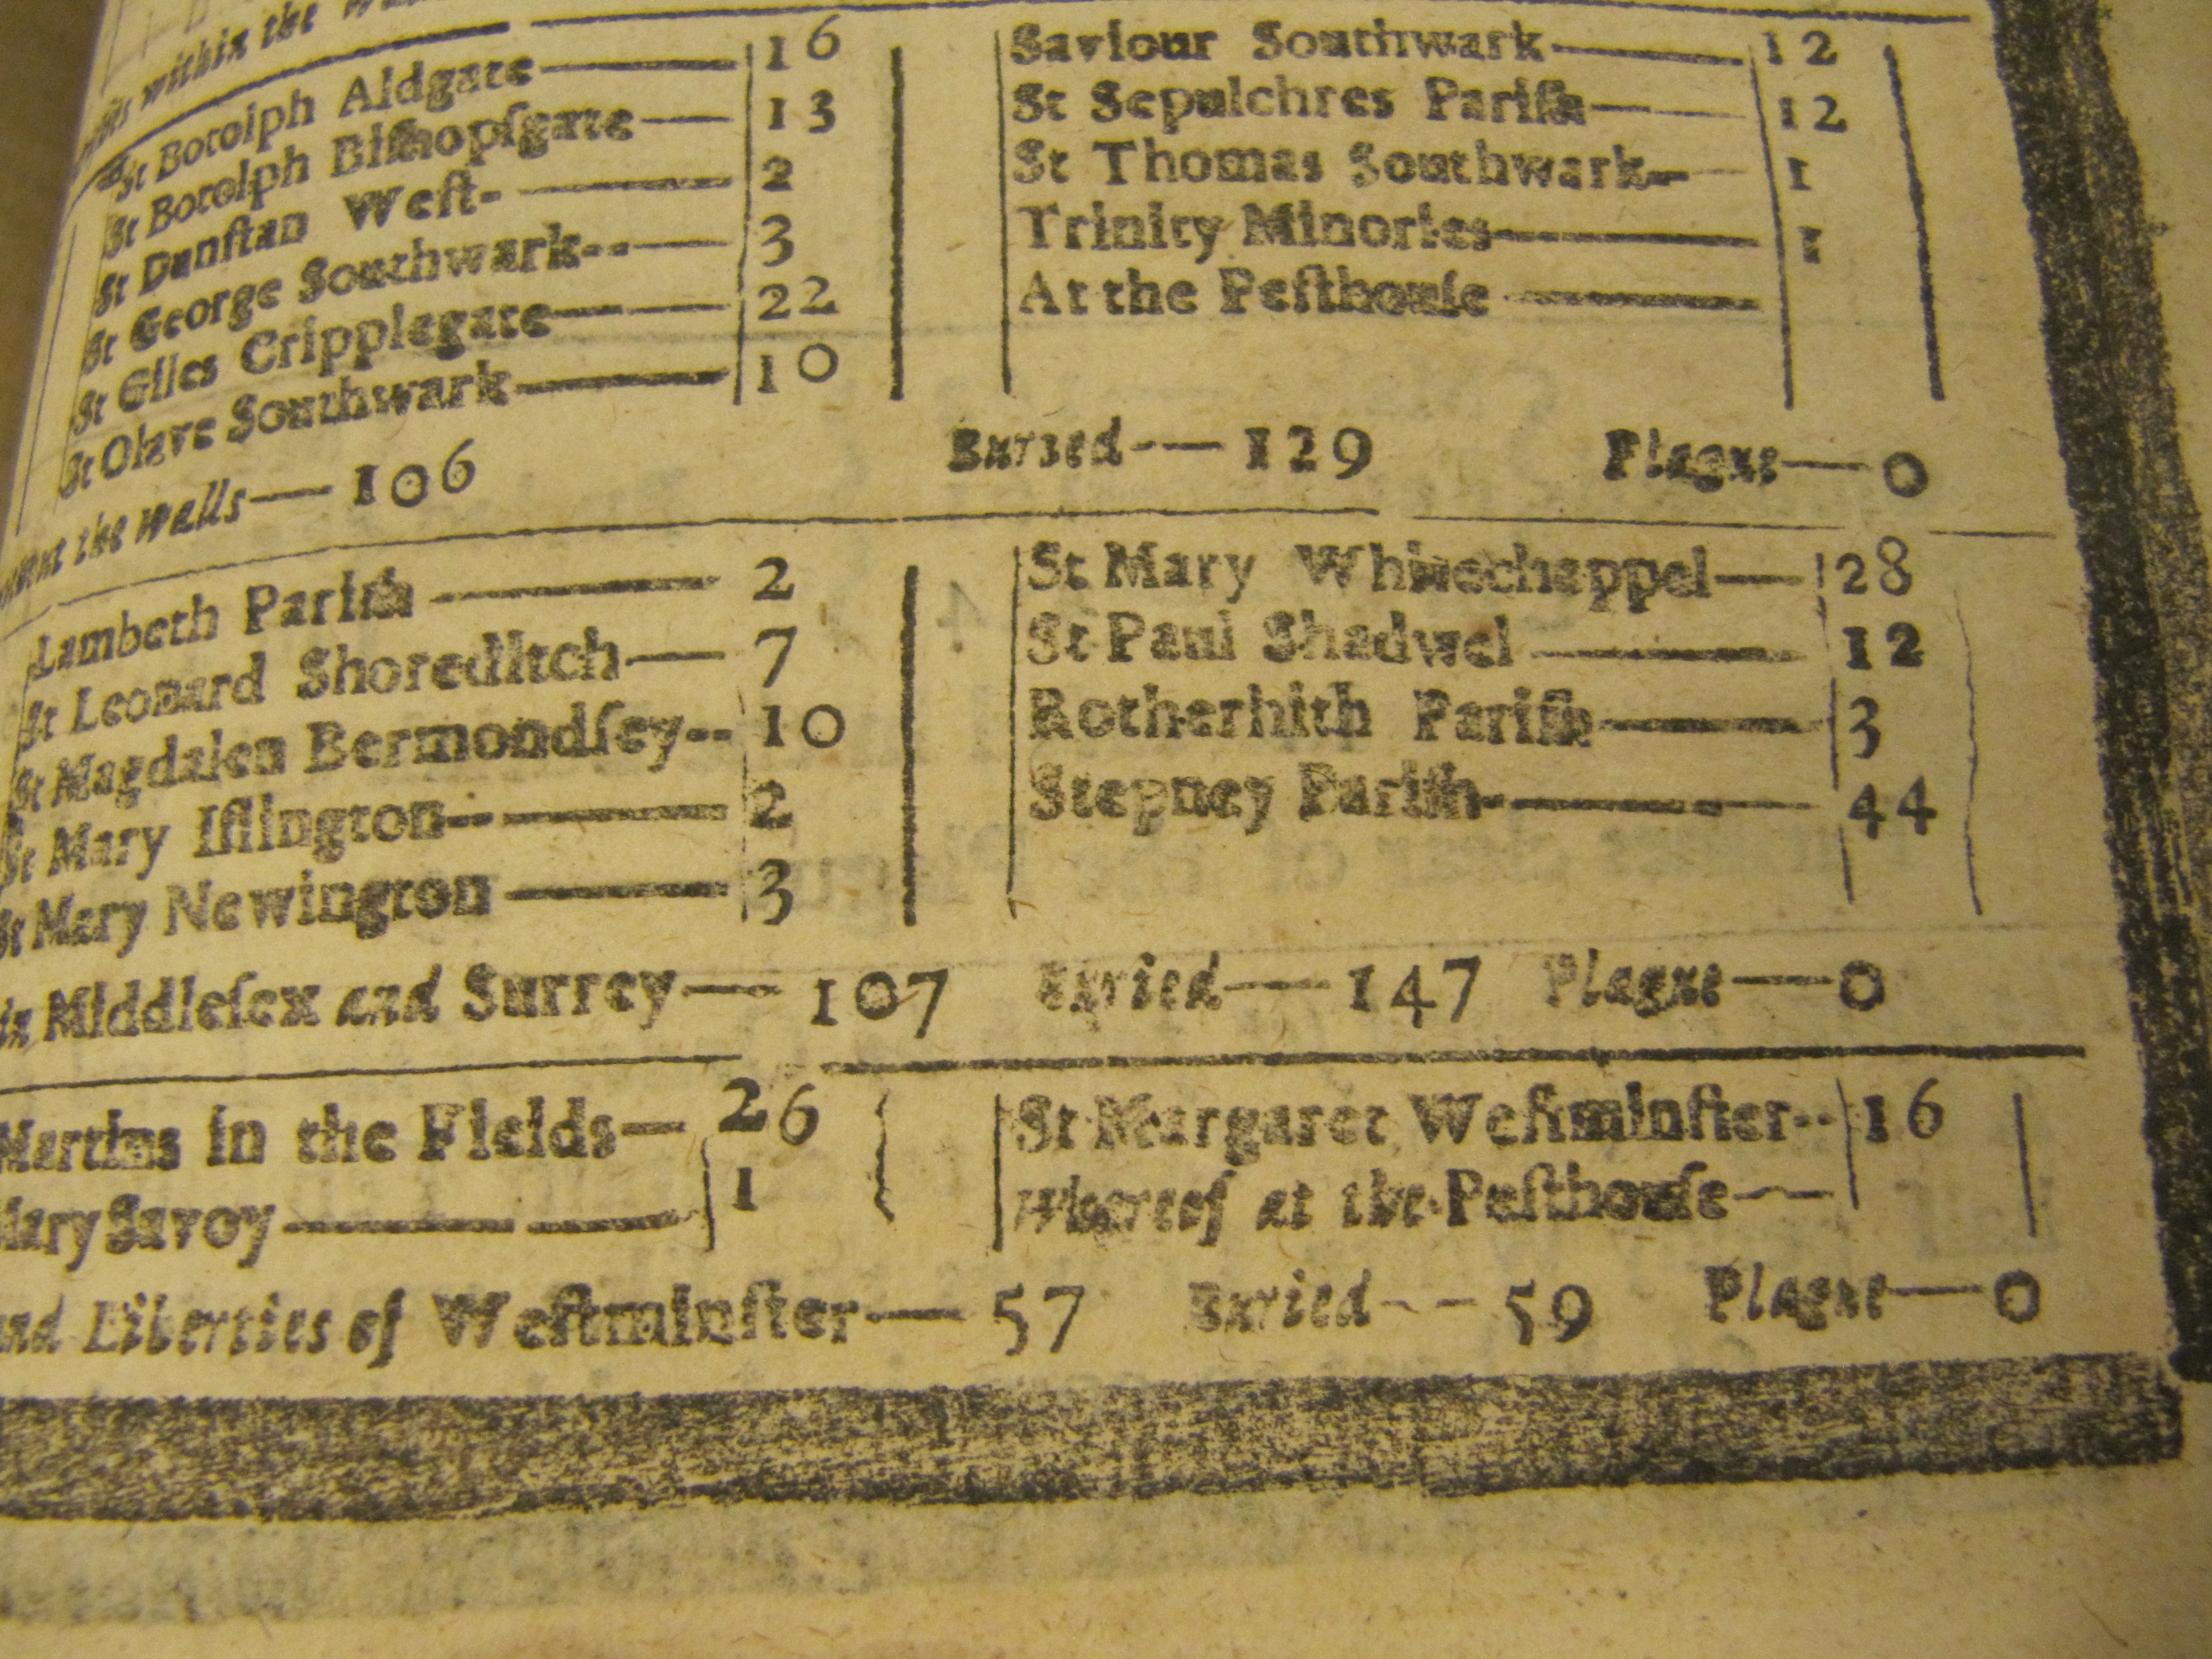 within the
St Botolph Aldgate 16
St Botolph Biſhopſgate 13
St Dunſtan Weſt 2
St George Southwark 3
St Giles Cripplegate 22
St Olave Southwark 10
Saviour Southwark 12
St Sepulchres Pariſh 12
St Thomas Southwark 1
Trinity Minories 1
At the Peſthouſe
the Walls — 106 Buried — 129 Plague — 0
Lambeth Pariſh 2
St Leonard Shoreditch 7
St Magdalen Bermondſey 10
St Mary Iſlington 2
St Mary Newington 3
St Mary Whitechappel 28
St Paul Shadwel 12
Rotherhith Pariſh 3
Stepney Pariſh 44
in Middleſex and Surrey — 107 Buried — 147 Plague — 0
Martins in the Fields 26
Mary Savoy 1
St Margaret Weſtminſter 16
Whereof at the Peſthouſe
and Liberties of Weſtminſter — 57 Buried — 59 Plague — 0